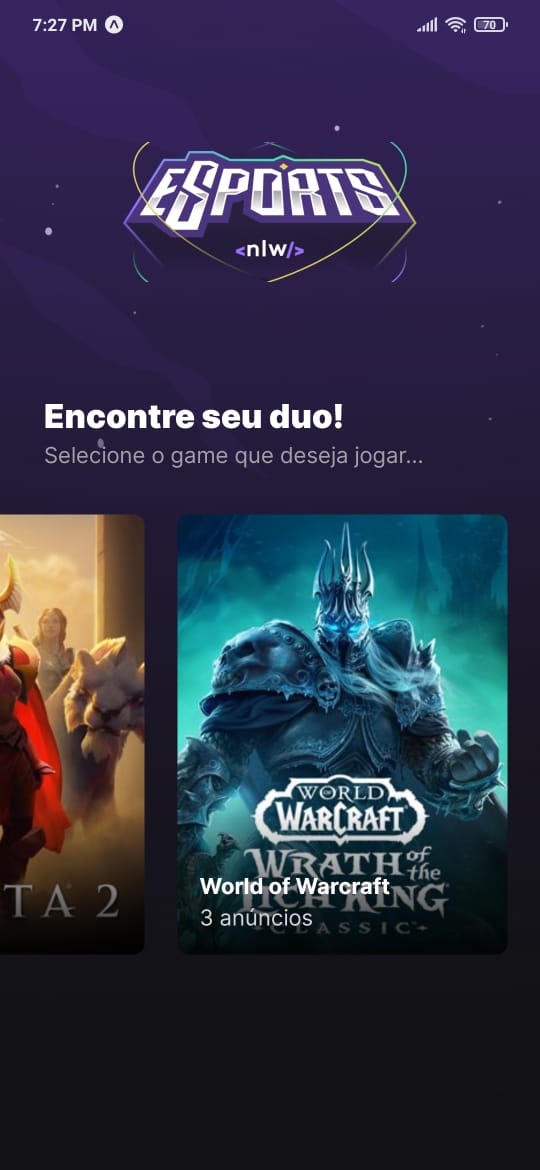 7:27 PM
70
ESPORTS
<nlw/>
Encontre seu duo!
Selecione o game que deseja jogar...
TA 2
WORLD
OF
WARCRAFT
WRATH of the
LICH KING
World of Warcraft
3 anúncios
CLASSIC